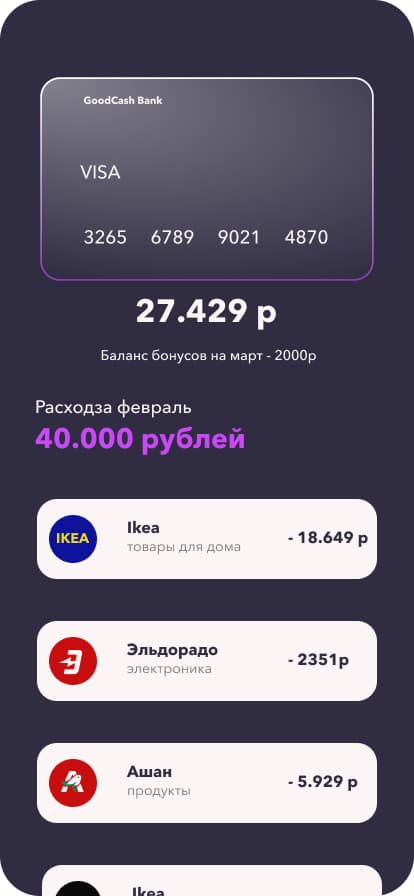 GoodCash Bank
VISA
3265 6789 9021 4870
27.429 р
Баланс бонусов на март - 2000р
Расходза февраль
40.000 рублей
IKEA
Ikea
товары для дома
- 18.649 р
Эльдорадо
электроника
- 2351р
Ашан
продукты
- 5.929 р
Ikea